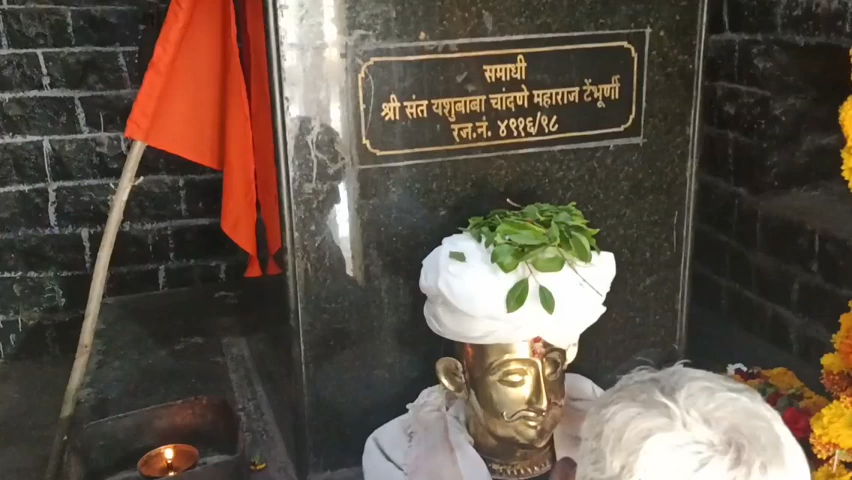 समाधी
श्री संत यशुबाबा चांदणे महाराज टेंभूर्णी
रज.नं. ४९१६/९८